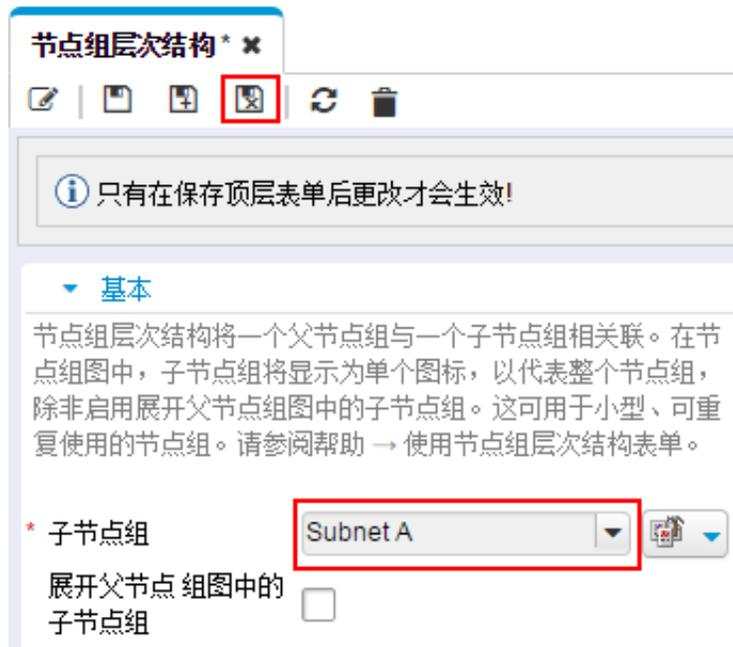 节点组层次结构*
只有在保存顶层表单后更改才会生效!
基本
节点组层次结构将一个父节点组与一个子节点组相关联。在节
点组图中，子节点组将显示为单个图标，以代表整个节点组，
除非启用展开父节点组图中的子节点组。这可用于小型、可重
复使用的节点组。请参阅帮助 → 使用节点组层次结构表单。
* 子节点组 Subnet A
展开父节点 组图中的
子节点组